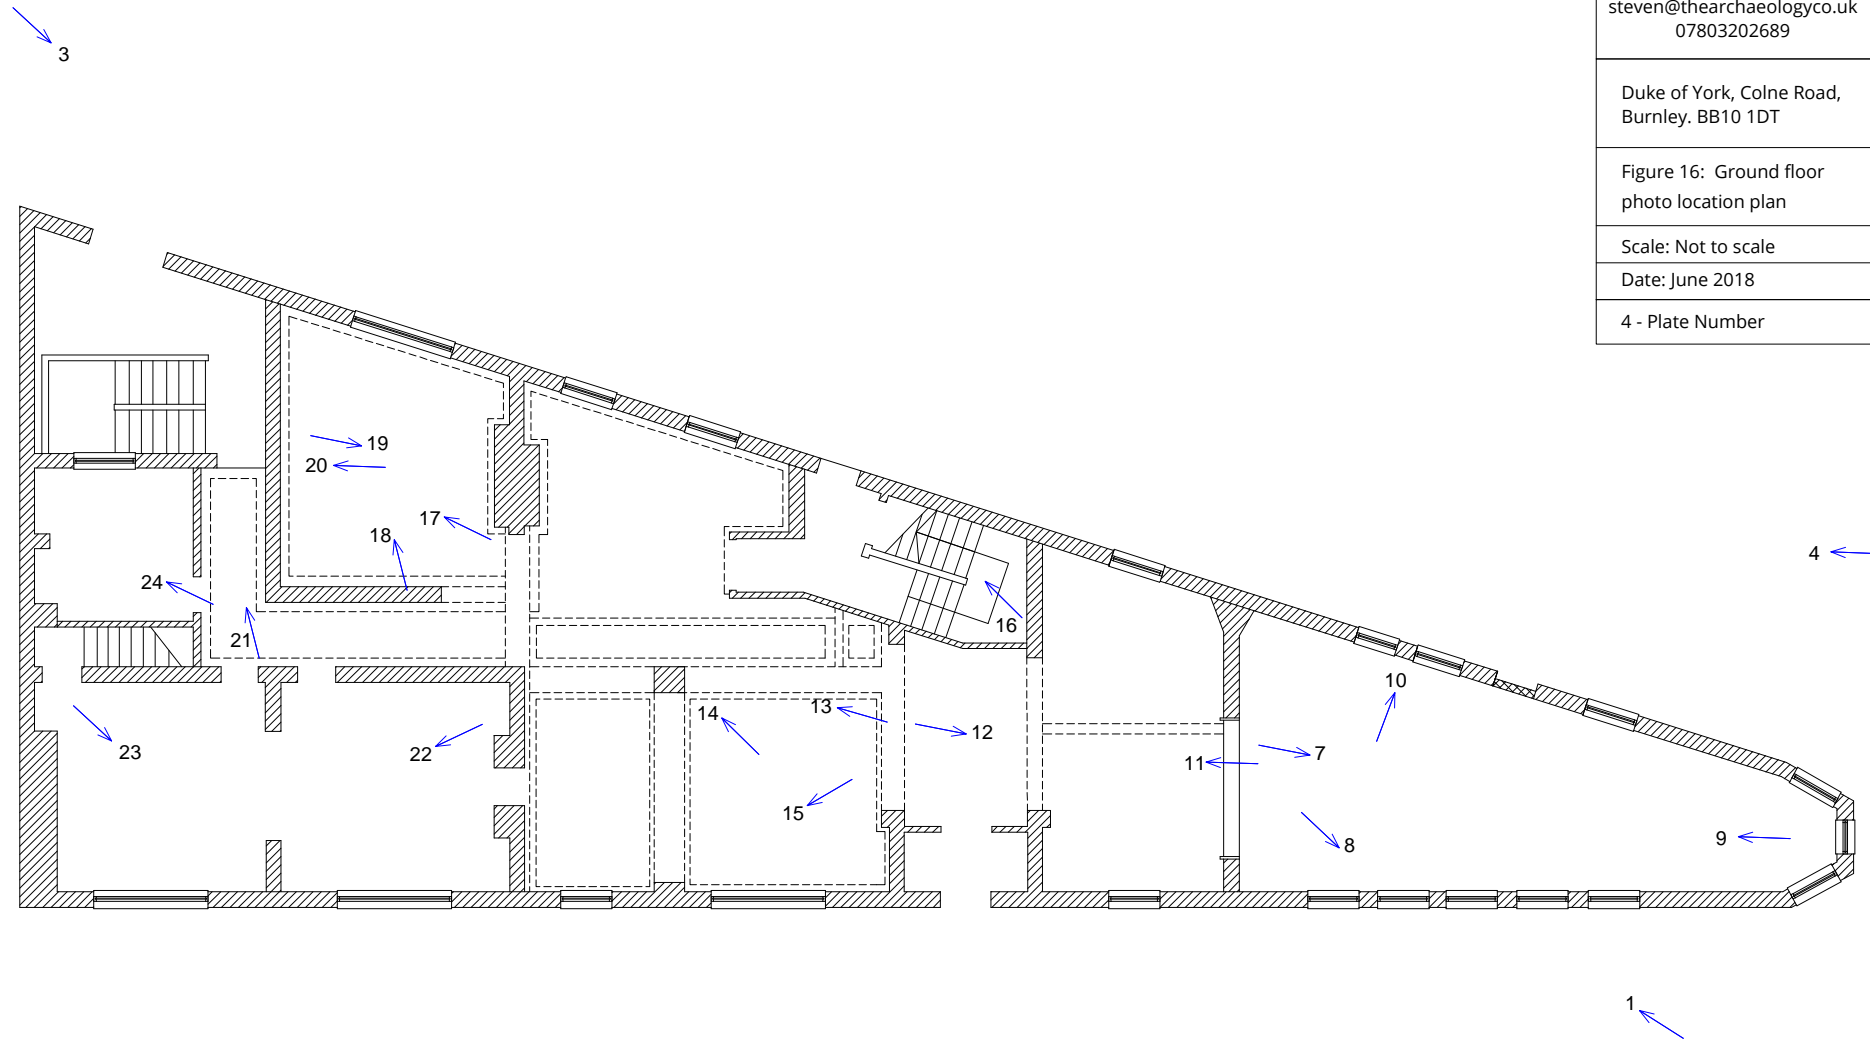 steven@thearchaeologyco.uk
07803202689
Duke of York, Colne Road,
Burnley. BB10 1DT
Figure 16: Ground floor
photo location plan
Scale: Not to scale
Date: June 2018
4 - Plate Number
3
19
20
17
18
24
21
16
4
10
14
13
12
23
22
11
7
15
8
9
1